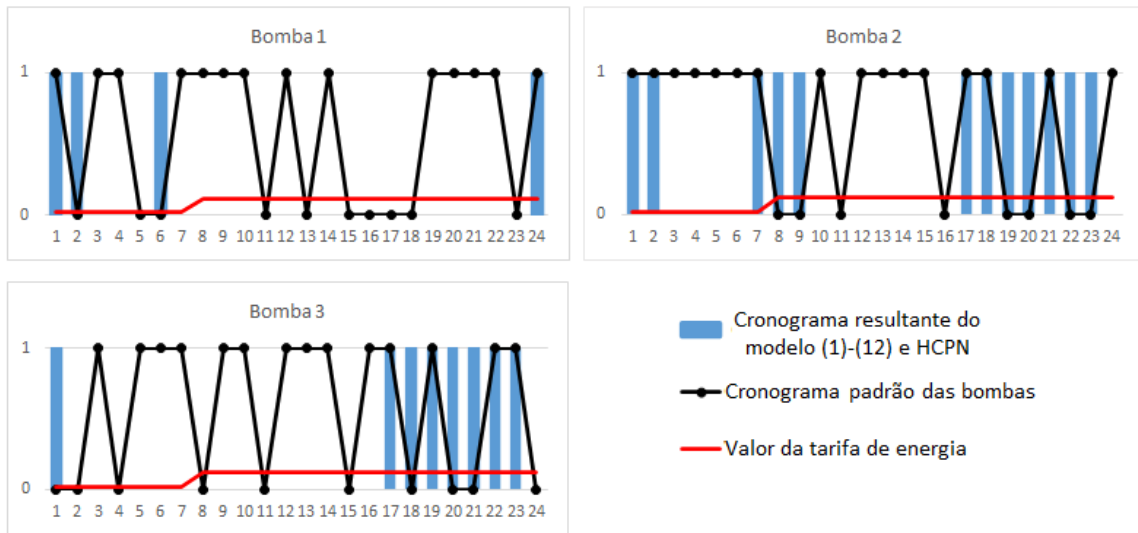 Bomba 1
1
0
1 2 3 4 5 6 7 8 9 10 11 12 13 14 15 16 17 18 19 20 21 22 23 24
Bomba 2
1
0
1 2 3 4 5 6 7 8 9 10 11 12 13 14 15 16 17 18 19 20 21 22 23 24
Bomba 3
1
0
1 2 3 4 5 6 7 8 9 10 11 12 13 14 15 16 17 18 19 20 21 22 23 24
Cronograma resultante do
modelo (1)-(12) e HCPN
Cronograma padrão das bombas
Valor da tarifa de energia